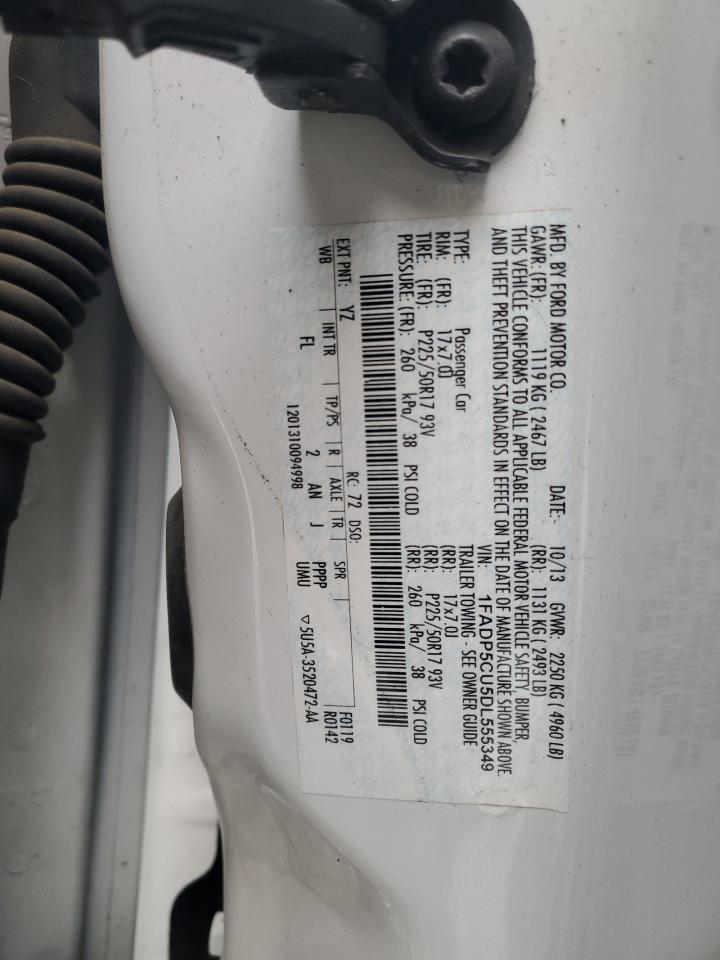 MFD. BY FORD MOTOR CO.
DATE:- 10/13 GVWR: 2250 KG ( 4960 LB)
GAWR: (FR): 1119 KG ( 2467 LB) (RR): 1131 KG ( 2493 LB)
THIS VEHICLE CONFORMS TO ALL APPLICABLE FEDERAL MOTOR VEHICLE SAFETY, BUMPER,
AND THEFT PREVENTION STANDARDS IN EFFECT ON THE DATE OF MANUFACTURE SHOWN ABOVE.
VIN: 1FADP5CU5DL555349
TYPE: Passenger Car TRAILER TOWING - SEE OWNER GUIDE
RIM: (FR): 17x7.0J (RR): 17x7.0J
TIRE: (FR): P225/50R17 93V (RR): P225/50R17 93V
PRESSURE: (FR): 260 kPa/ 38 PSI COLD (RR): 260 kPa/ 38 PSI COLD
EXT PNT: YZ RC: 72 DSO: F0119
WB INT TR TP/PS R AXLE TR SPR R0142
FL 2 AN J PPPP
UMU
1201310094998 ▽5U5A-3520472-AA